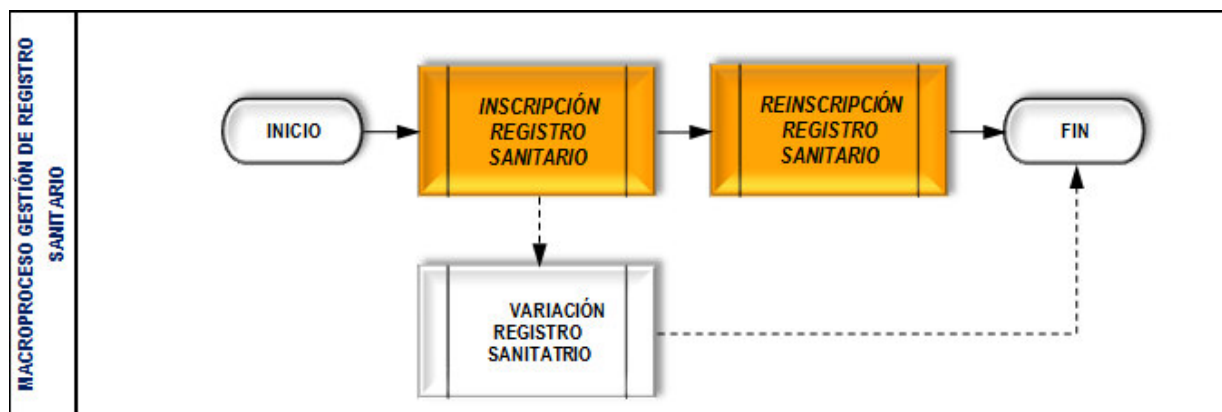 MACROPROCESO GESTIÓN DE REGISTRO
SANITARIO
INICIO
INSCRIPCIÓN
REGISTRO
SANITARIO
REINSCRIPCIÓN
REGISTRO
SANITARIO
FIN
VARIACIÓN
REGISTRO
SANITATRIO